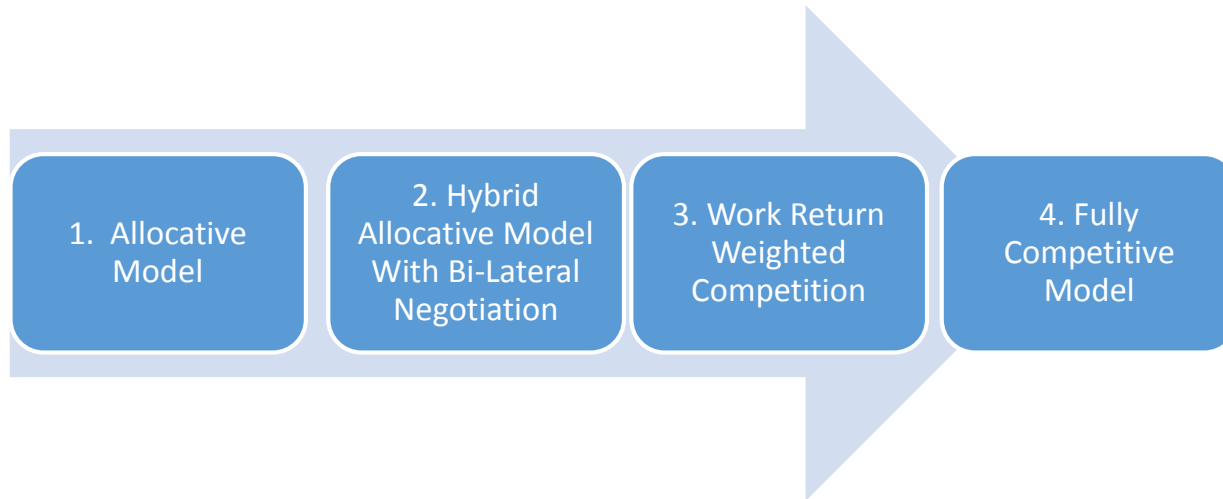 1. Allocative
Model
2. Hybrid
Allocative Model
With Bi-Lateral
Negotiation
3. Work Return
Weighted
Competition
4. Fully
Competitive
Model